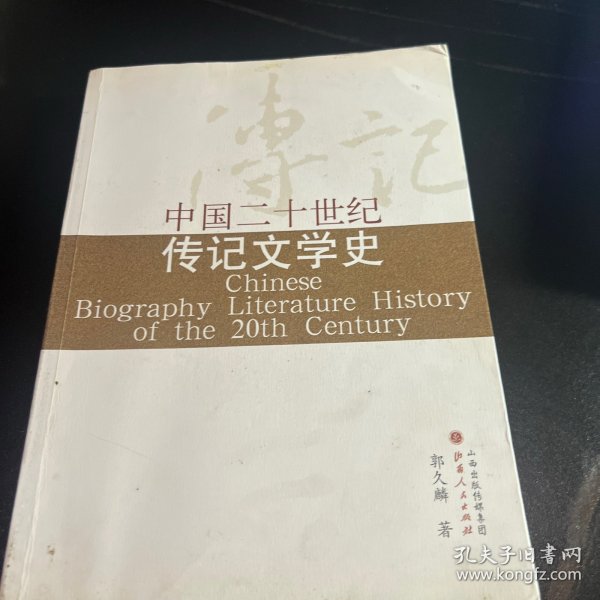 傳記
中国二十世纪
传记文学史
Chinese
Biography Literature History
of the 20th Century
郭久麟 著
山西出版传媒集团
山西人民出版社
孔夫子旧书网
www.kongfz.com